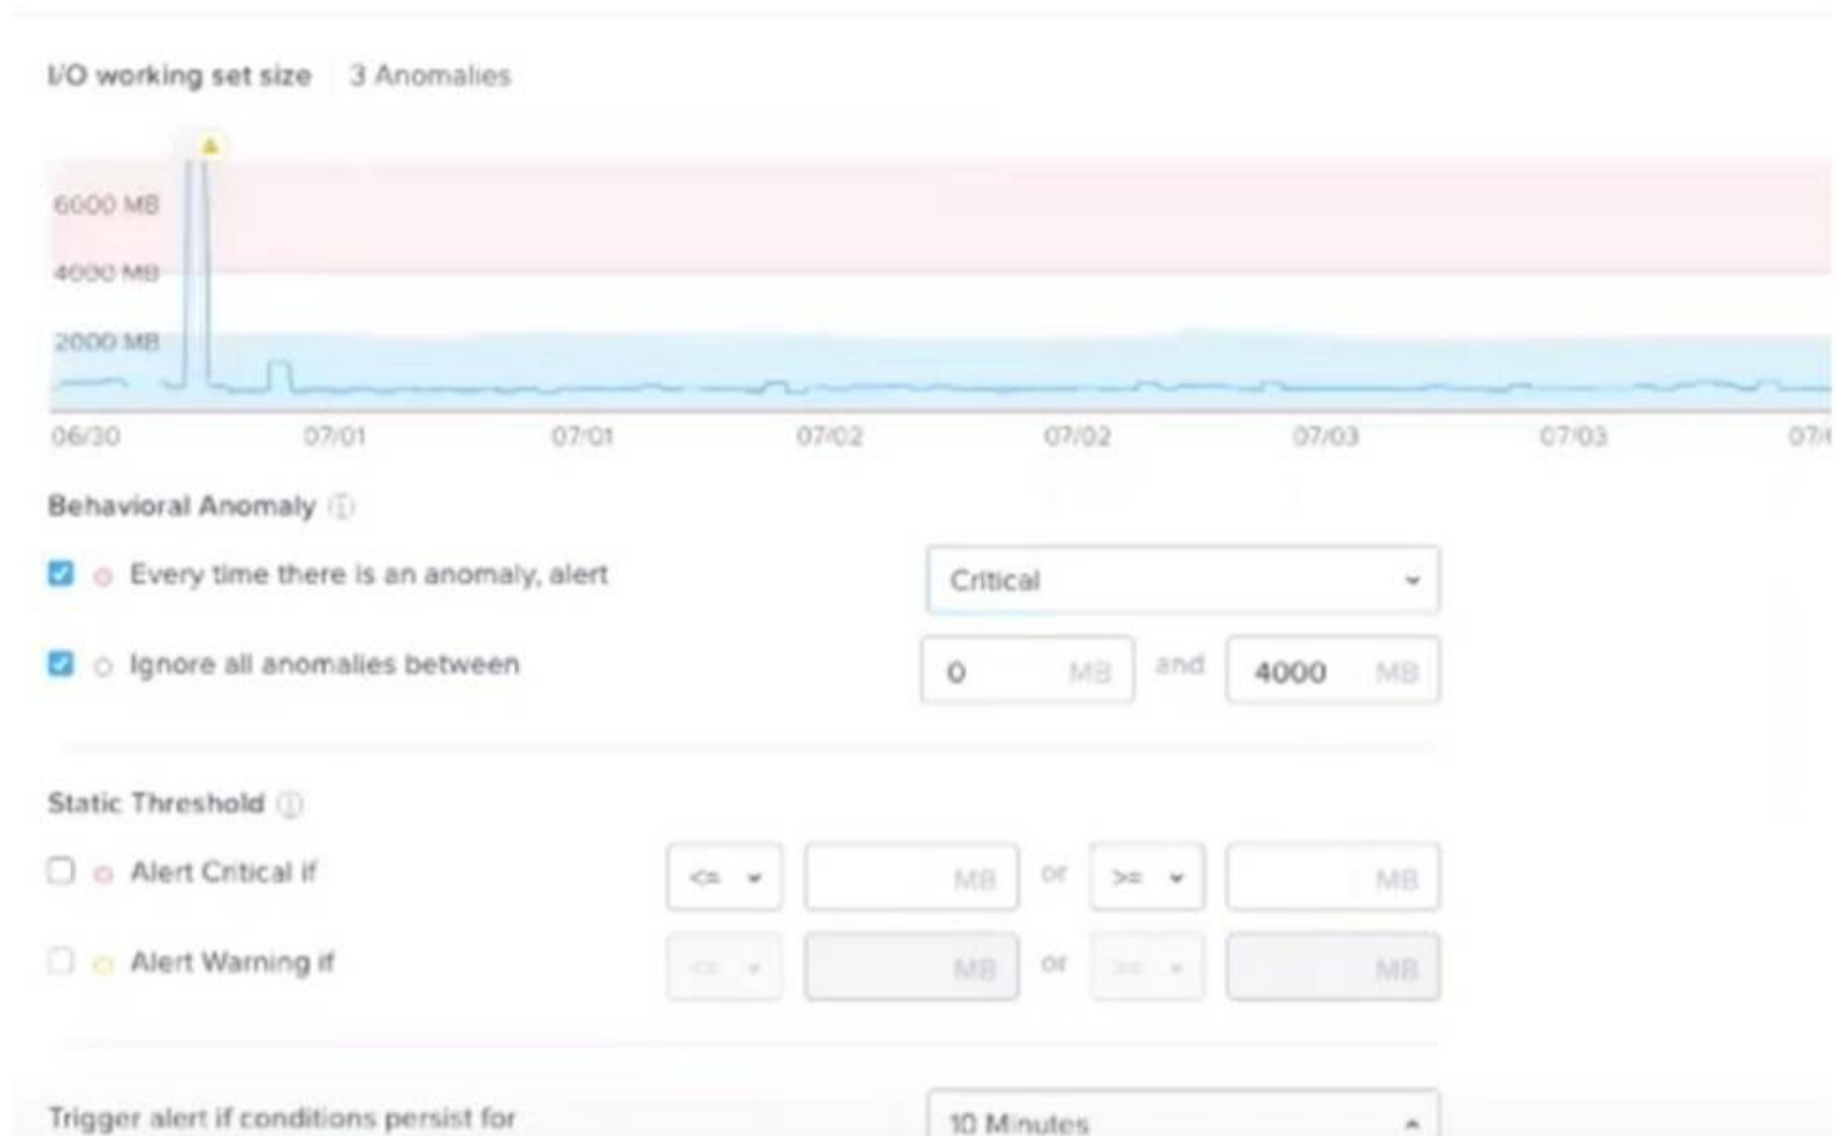 I/O working set size 3 Anomalies
6000 MB
4000 MB
2000 MB
06/30 07/01 07/01 07/02 07/02 07/03 07/03
Behavioral Anomaly
Every time there is an anomaly, alert Critical
Ignore all anomalies between 0 MB and 4000 MB
Static Threshold
Alert Critical if <= MB or >= MB
Alert Warning if <= MB or >= MB
Trigger alert if conditions persist for 10 Minutes